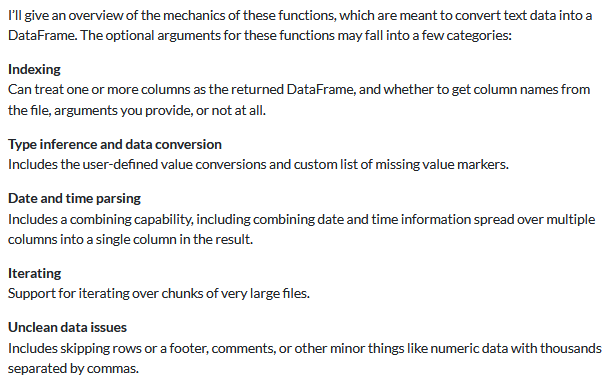 I'll give an overview of the mechanics of these functions, which are meant to convert text data into a
DataFrame. The optional arguments for these functions may fall into a few categories:
Indexing
Can treat one or more columns as the returned DataFrame, and whether to get column names from
the file, arguments you provide, or not at all.
Type inference and data conversion
Includes the user-defined value conversions and custom list of missing value markers.
Date and time parsing
Includes a combining capability, including combining date and time information spread over multiple
columns into a single column in the result.
Iterating
Support for iterating over chunks of very large files.
Unclean data issues
Includes skipping rows or a footer, comments, or other minor things like numeric data with thousands
separated by commas.